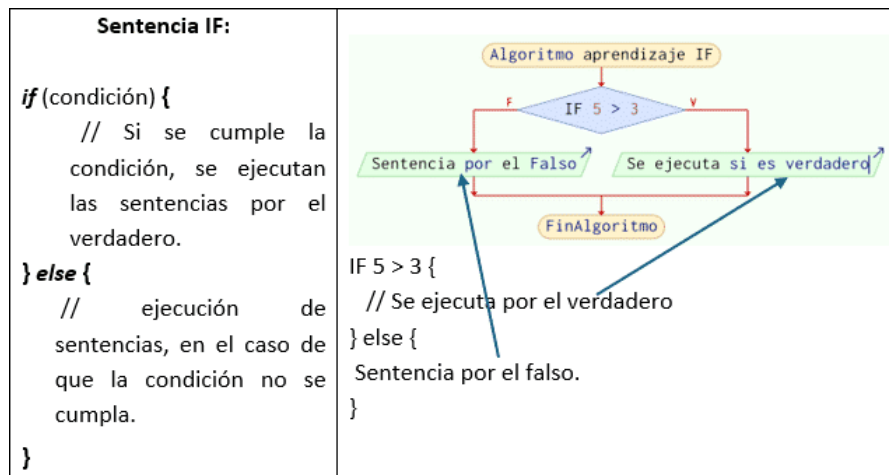 Sentencia IF:
if (condición) {
// Si se cumple la
condición, se ejecutan
las sentencias por el
verdadero.
} else {
// ejecución de
sentencias, en el caso de
que la condición no se
cumpla.
}
Algoritmo aprendizaje IF
F
IF 5 > 3
V
Sentencia por el Falso
Se ejecuta si es verdadero
FinAlgoritmo
IF 5 > 3 {
// Se ejecuta por el verdadero
} else {
Sentencia por el falso.
}